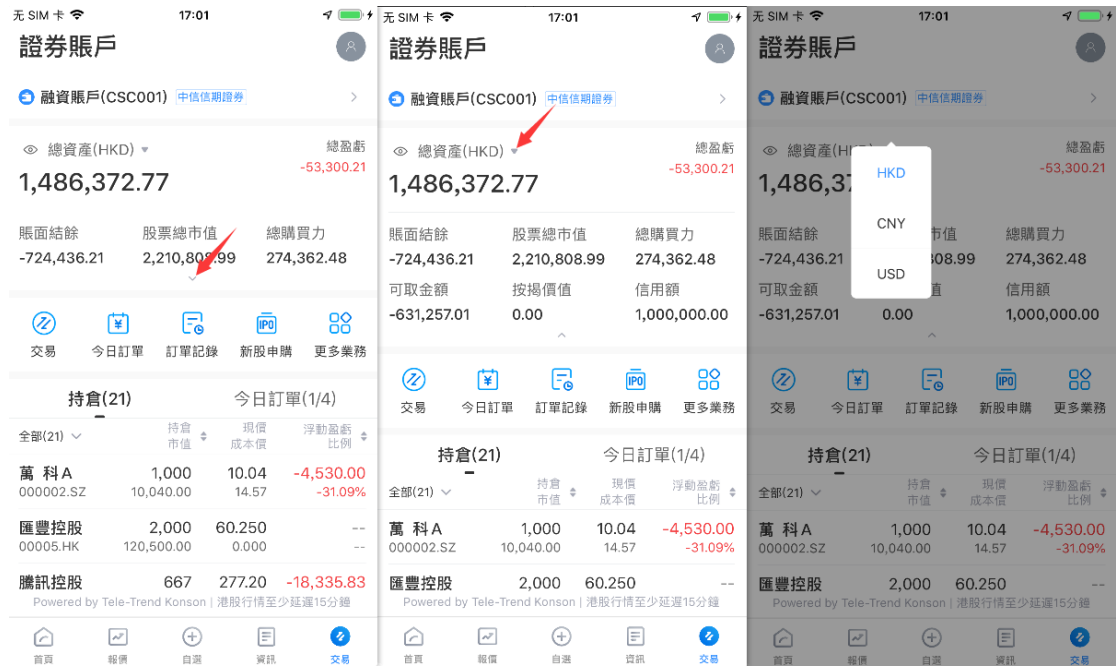 无 SIM 卡 17:01
證券賬戶
融資賬戶(CSC001) 中信信期證券
總資產(HKD) 總盈虧
1,486,372.77 -53,300.21
賬面結餘 股票總市值 總購買力
-724,436.21 2,210,808.99 274,362.48
交易 今日訂單 訂單記錄 新股申購 更多業務
持倉(21) 今日訂單(1/4)
全部(21) 持倉市值 現價成本價 浮動盈虧比例
萬 科A 1,000 10.04 -4,530.00
000002.SZ 10,040.00 14.57 -31.09%
匯豐控股 2,000 60.250 --
00005.HK 120,500.00 0.000 --
騰訊控股 667 277.20 -18,335.83
Powered by Tele-Trend Konson | 港股行情至少延遲15分鐘
首頁 報價 自選 資訊 交易
无 SIM 卡 17:01
證券賬戶
融資賬戶(CSC001) 中信信期證券
總資產(HKD) 總盈虧
1,486,372.77 -53,300.21
賬面結餘 股票總市值 總購買力
-724,436.21 2,210,808.99 274,362.48
可取金額 按揭價值 信用額
-631,257.01 0.00 1,000,000.00
交易 今日訂單 訂單記錄 新股申購 更多業務
持倉(21) 今日訂單(1/4)
全部(21) 持倉市值 現價成本價 浮動盈虧比例
萬 科A 1,000 10.04 -4,530.00
000002.SZ 10,040.00 14.57 -31.09%
匯豐控股 2,000 60.250 --
Powered by Tele-Trend Konson | 港股行情至少延遲15分鐘
首頁 報價 自選 資訊 交易
无 SIM 卡 17:01
證券賬戶
融資賬戶(CSC001) 中信信期證券
總資產(H 總盈虧
1,486,3 -53,300.21
HKD
CNY
USD
賬面結餘 市值 總購買力
-724,436.21 808.99 274,362.48
可取金額 信用額
-631,257.01 0.00 1,000,000.00
交易 今日訂單 訂單記錄 新股申購 更多業務
持倉(21) 今日訂單(1/4)
全部(21) 持倉市值 現價成本價 浮動盈虧比例
萬 科A 1,000 10.04 -4,530.00
000002.SZ 10,040.00 14.57 -31.09%
匯豐控股 2,000 60.250 --
Powered by Tele-Trend Konson | 港股行情至少延遲15分鐘
首頁 報價 自選 資訊 交易